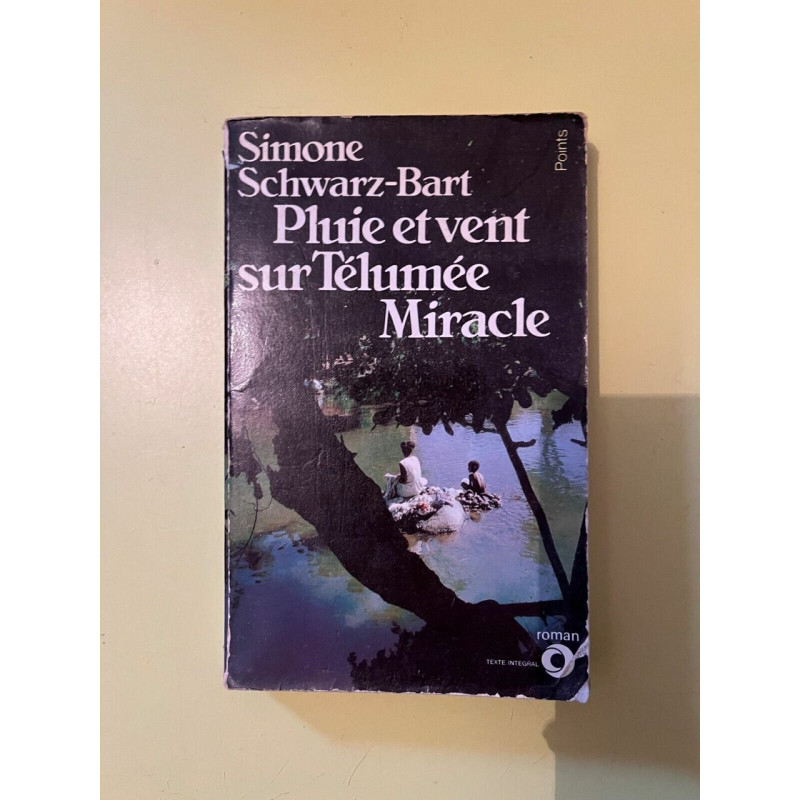 Simone
Schwarz-Bart
Pluie et vent
sur Télumée
Miracle
Points
roman
TEXTE INTEGRAL